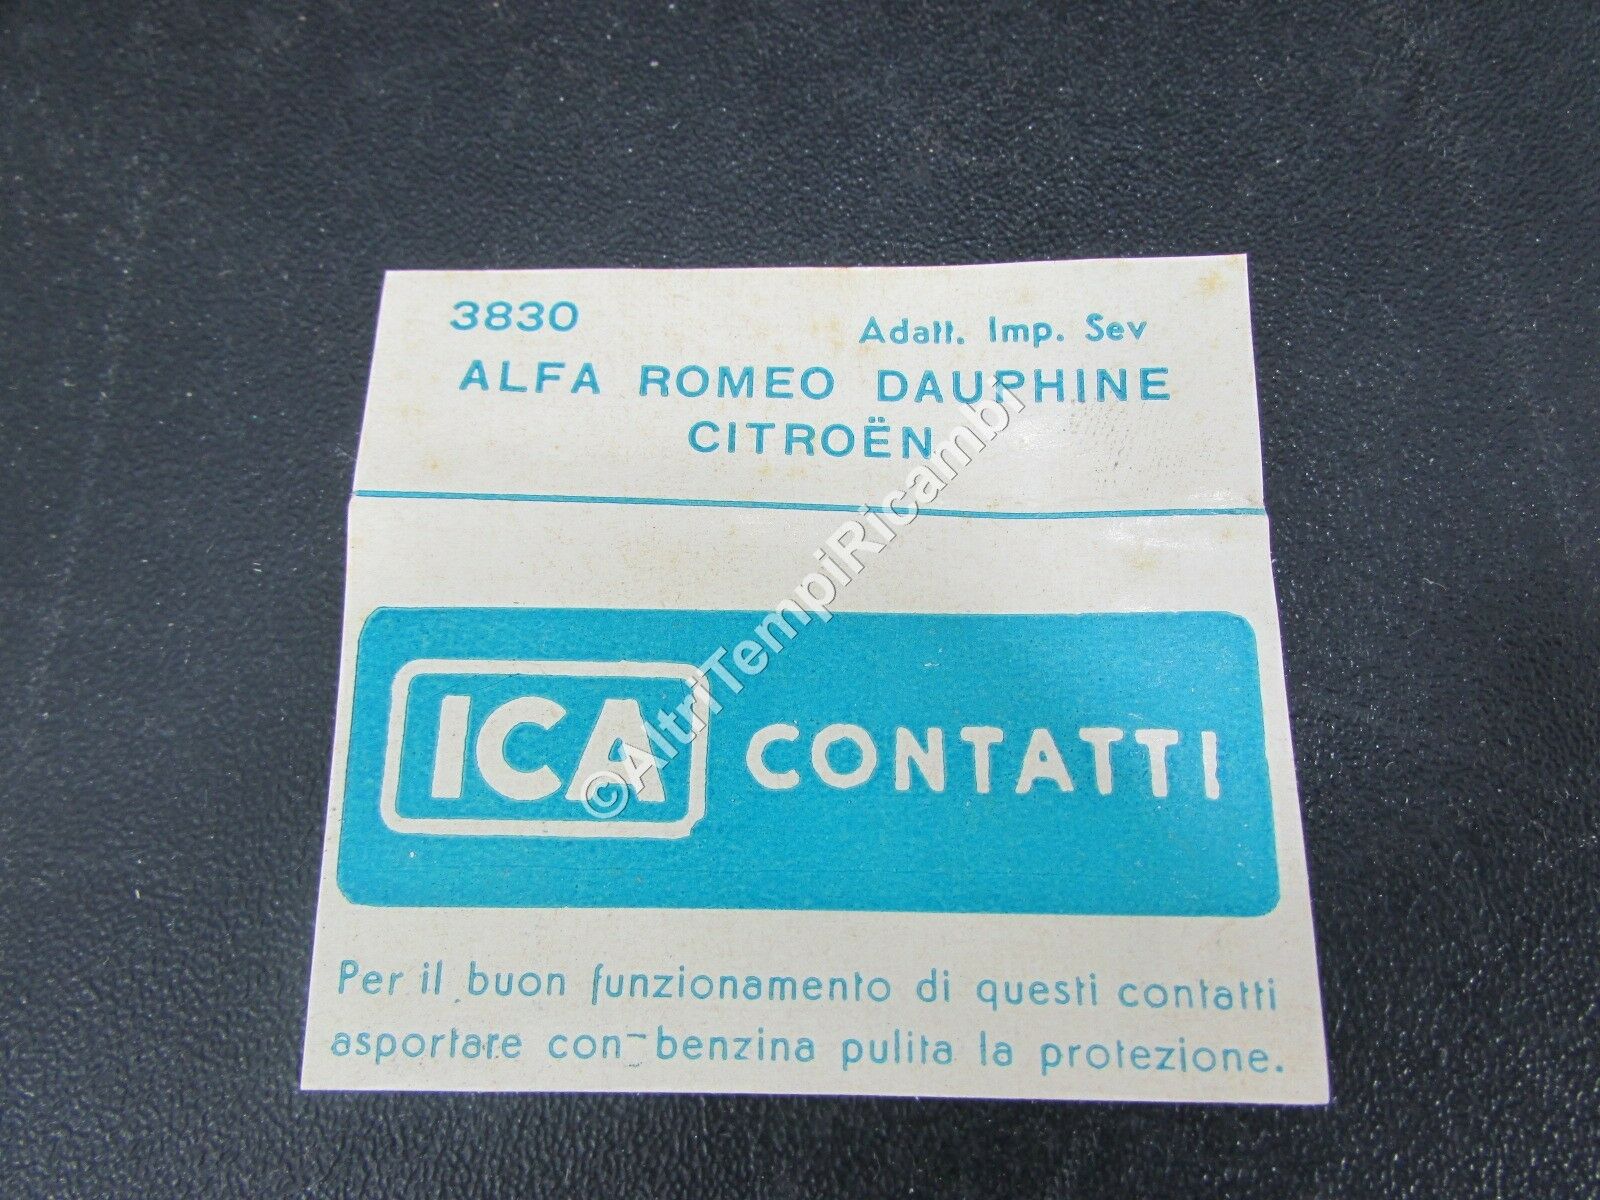 3830
Adatt. Imp. Sev
ALFA ROMEO DAUPHINE
CITROËN
ICA CONTATTI
Per il buon funzionamento di questi contatti
asportare con benzina pulita la protezione.
©AltriTempiRicambi